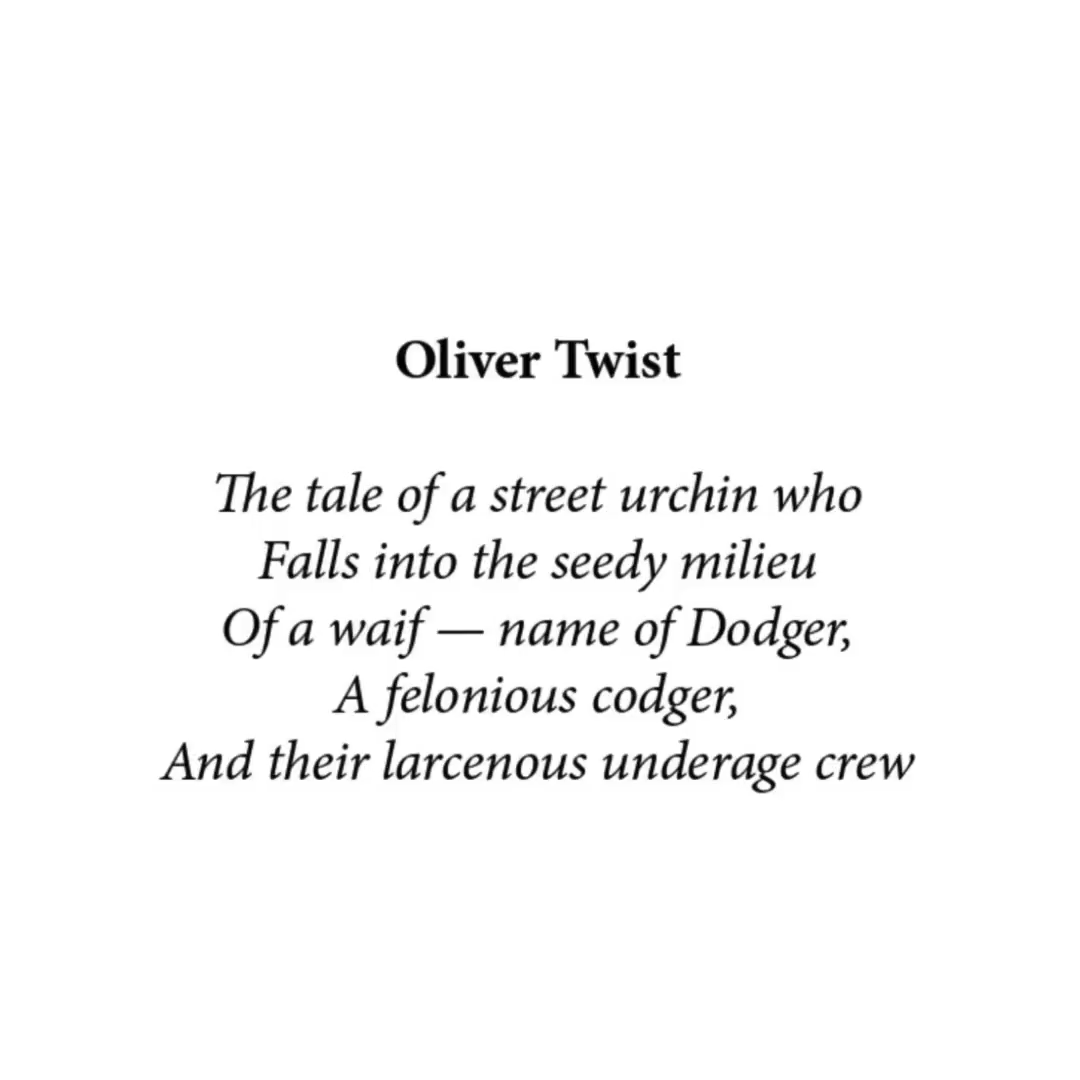 Oliver Twist
The tale of a street urchin who
Falls into the seedy milieu
Of a waif — name of Dodger,
A felonious codger,
And their larcenous underage crew